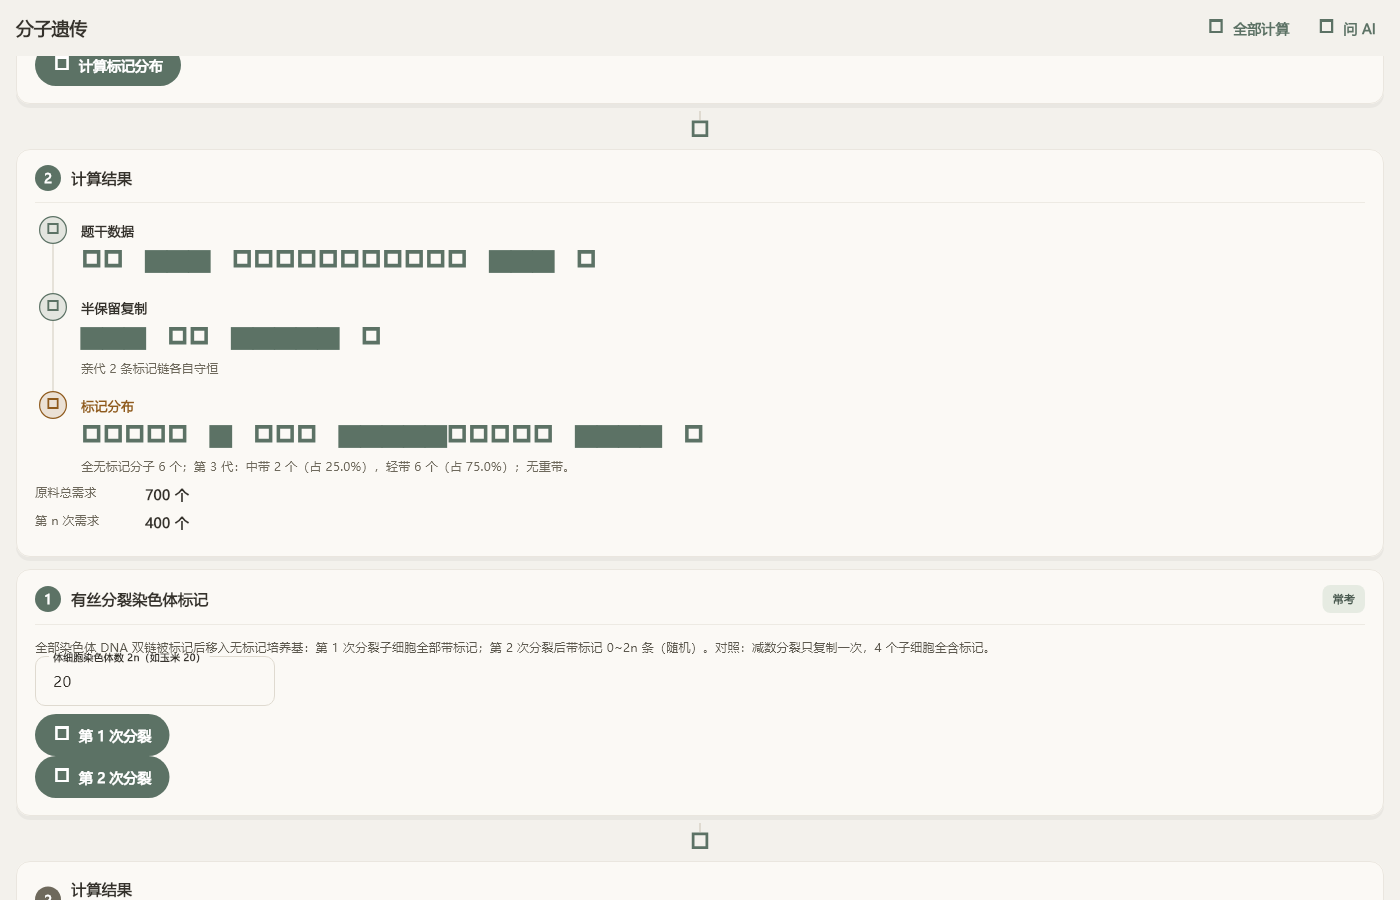 分子遗传
全部计算
问 AI
计算标记分布
2 计算结果
题干数据
半保留复制
亲代 2 条标记链各自守恒
标记分布
全无标记分子 6 个；第 3 代：中带 2 个（占 25.0%），轻带 6 个（占 75.0%）；无重带。
原料总需求 700 个
第 n 次需求 400 个
1 有丝分裂染色体标记
常考
全部染色体 DNA 双链被标记后移入无标记培养基：第 1 次分裂子细胞全部带标记；第 2 次分裂后带标记 0~2n 条（随机）。对照：减数分裂只复制一次，4 个子细胞全含标记。
体细胞染色体数 2n（如玉米 20）
20
第 1 次分裂
第 2 次分裂
计算结果